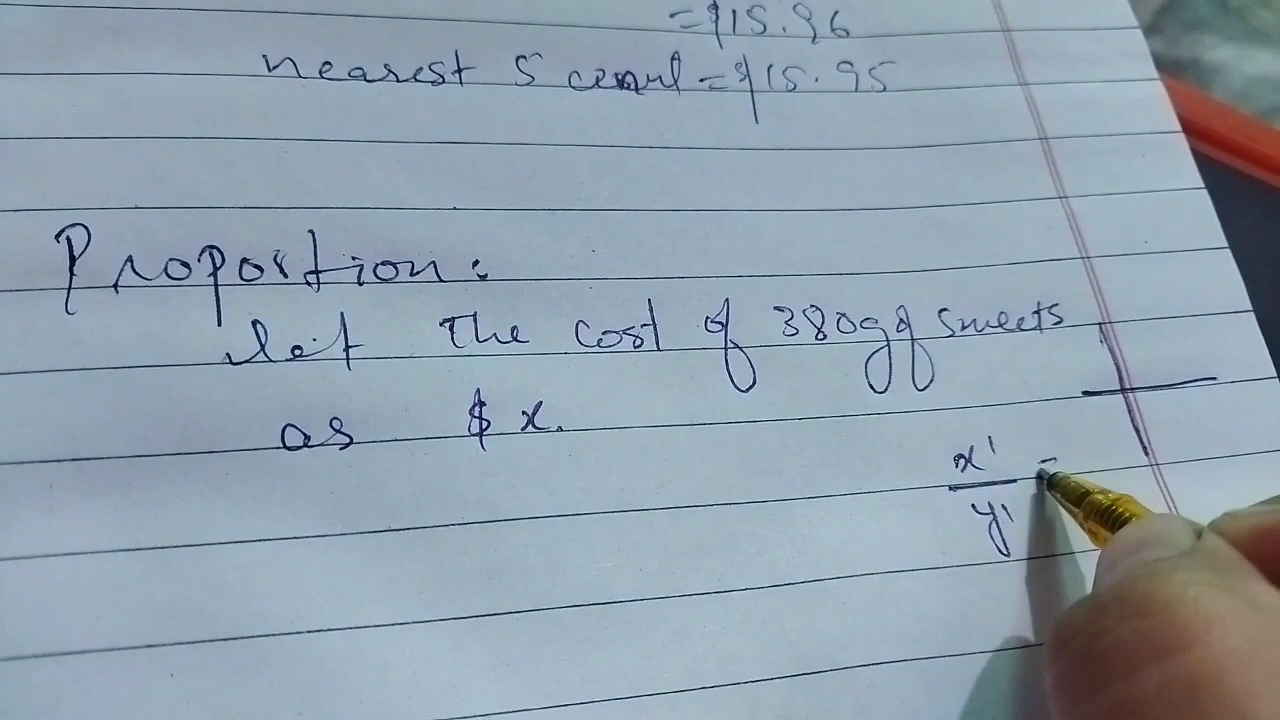 =$15.96
nearest 5 cent =$15.95
Proportion:
let the cost of 380g of sweets
as $ x.
x' =
y'